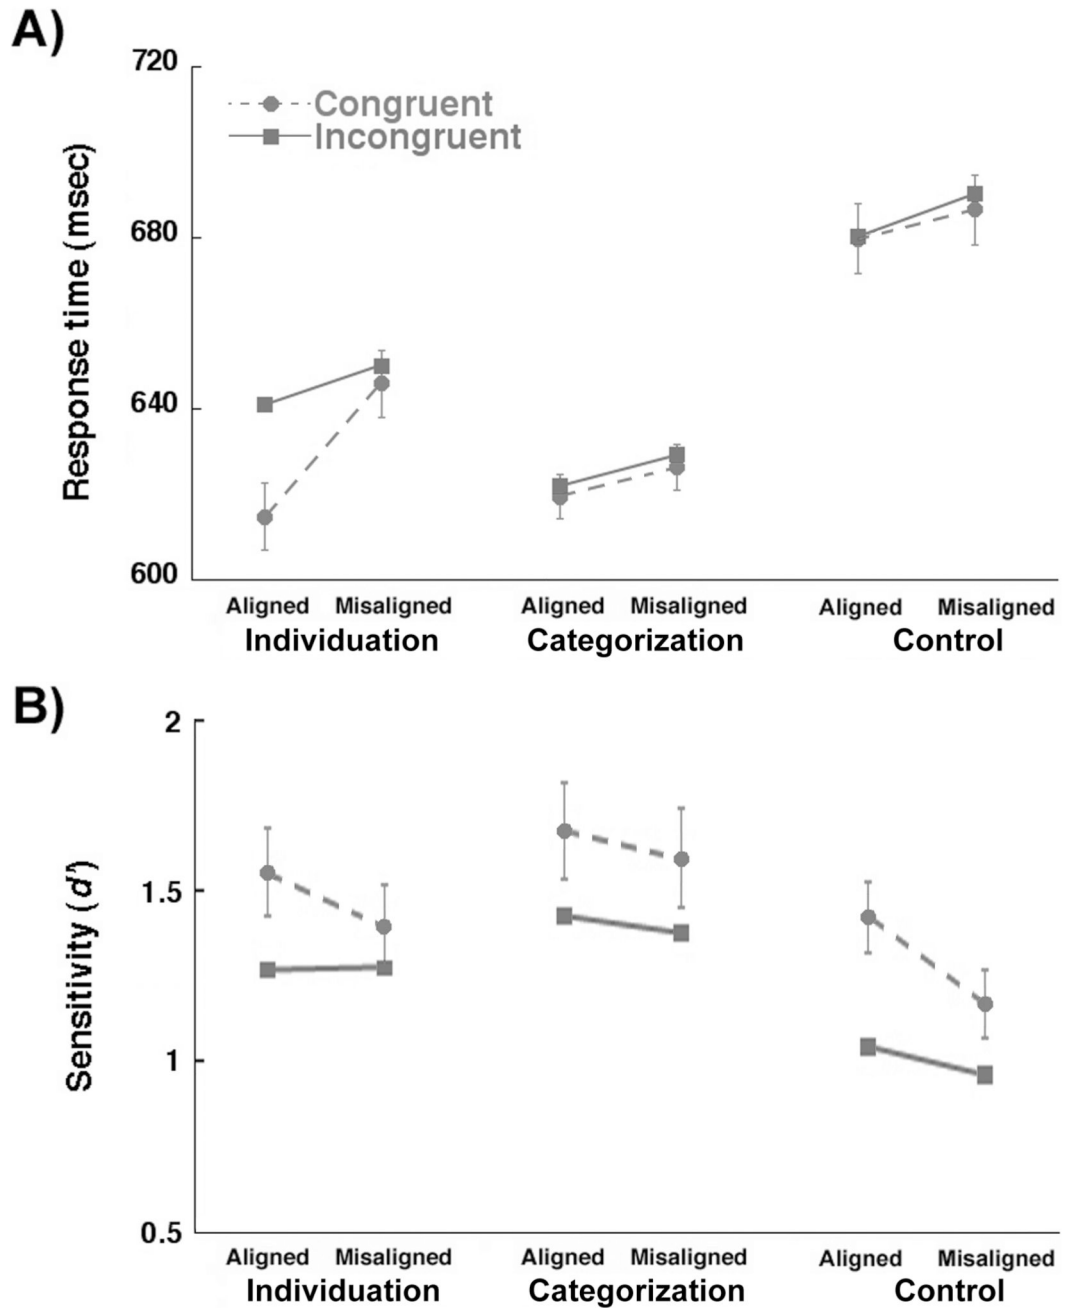 A)
720
Congruent
Incongruent
Response time (msec)
680
640
600
Aligned Misaligned Aligned Misaligned Aligned Misaligned
Individuation Categorization Control
B)
2
1.5
Sensitivity (d')
1
0.5
Aligned Misaligned Aligned Misaligned Aligned Misaligned
Individuation Categorization Control